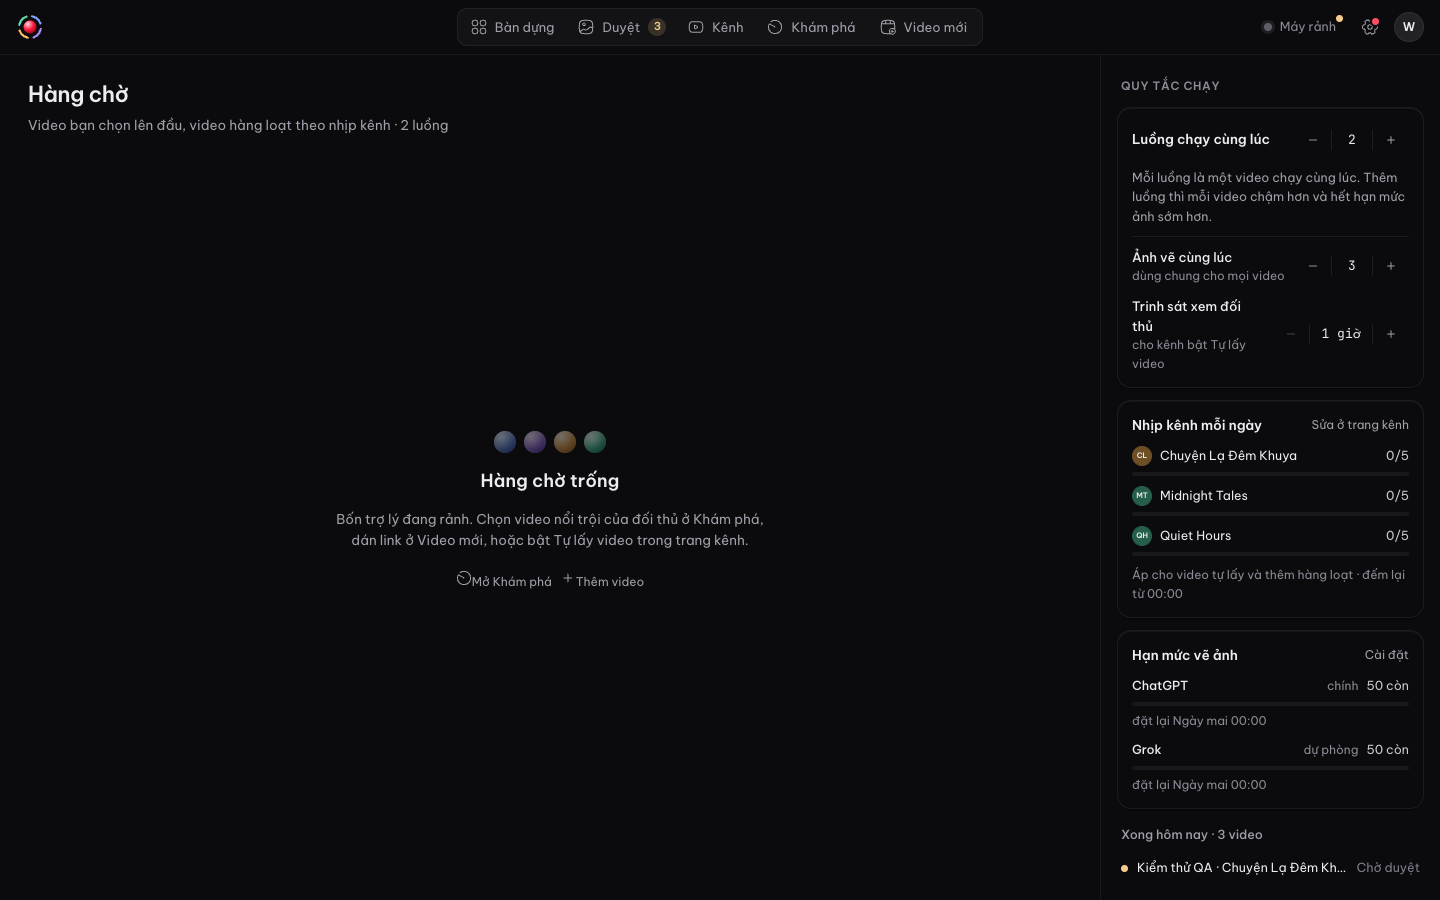 Bàn dựng
Duyệt 3
Kênh
Khám phá
Video mới
Máy rảnh
W
Hàng chờ
Video bạn chọn lên đầu, video hàng loạt theo nhịp kênh · 2 luồng
Hàng chờ trống
Bốn trợ lý đang rảnh. Chọn video nổi trội của đối thủ ở Khám phá,
dán link ở Video mới, hoặc bật Tự lấy video trong trang kênh.
Mở Khám phá + Thêm video
QUY TẮC CHẠY
Luồng chạy cùng lúc − 2 +
Mỗi luồng là một video chạy cùng lúc. Thêm
luồng thì mỗi video chậm hơn và hết hạn mức
ảnh sớm hơn.
Ảnh vẽ cùng lúc − 3 +
dùng chung cho mọi video
Trinh sát xem đối
thủ − 1 giờ +
cho kênh bật Tự lấy
video
Nhịp kênh mỗi ngày Sửa ở trang kênh
CL Chuyện Lạ Đêm Khuya 0/5
MT Midnight Tales 0/5
QH Quiet Hours 0/5
Áp cho video tự lấy và thêm hàng loạt · đếm lại
từ 00:00
Hạn mức vẽ ảnh Cài đặt
ChatGPT chính 50 còn
đặt lại Ngày mai 00:00
Grok dự phòng 50 còn
đặt lại Ngày mai 00:00
Xong hôm nay · 3 video
Kiểm thử QA · Chuyện Lạ Đêm Kh... Chờ duyệt